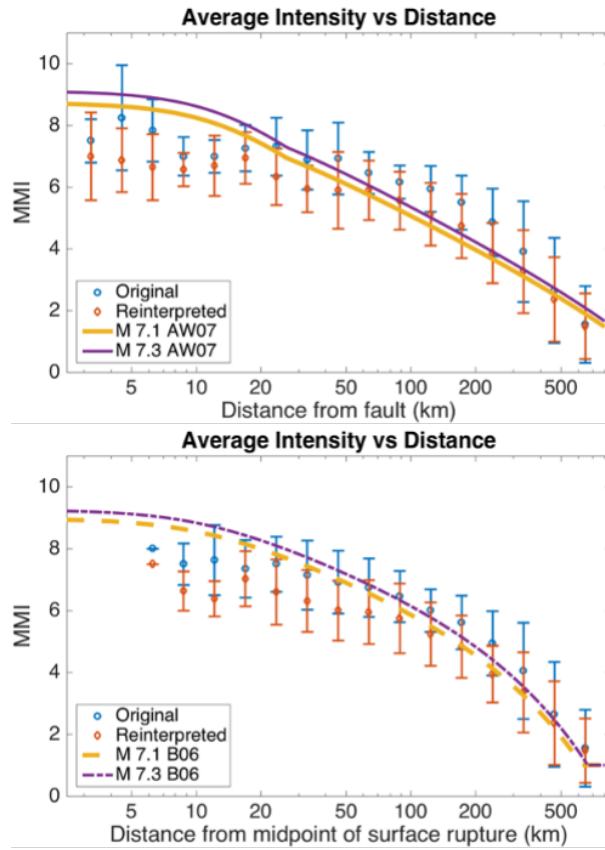 Average Intensity vs Distance
10
8
6
4
2
0
MMI
Original
Reinterpreted
M 7.1 AW07
M 7.3 AW07
5 10 20 50 100 200 500
Distance from fault (km)
Average Intensity vs Distance
10
8
6
4
2
0
MMI
Original
Reinterpreted
M 7.1 B06
M 7.3 B06
5 10 20 50 100 200 500
Distance from midpoint of surface rupture (km)